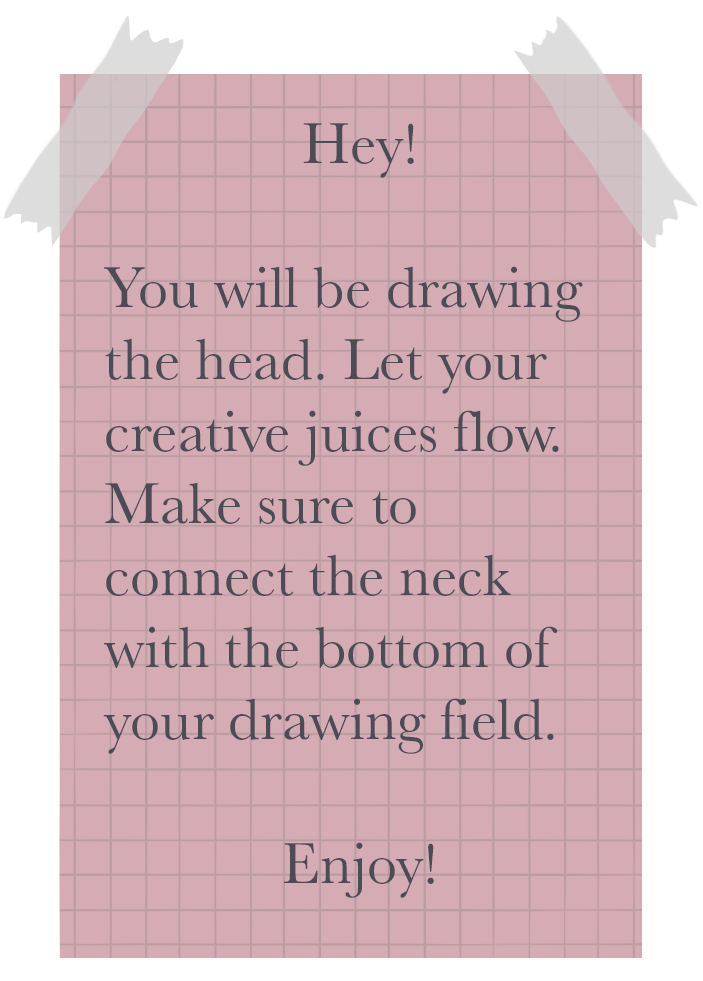 Hey!
You will be drawing
the head. Let your
creative juices flow.
Make sure to
connect the neck
with the bottom of
your drawing field.
Enjoy!